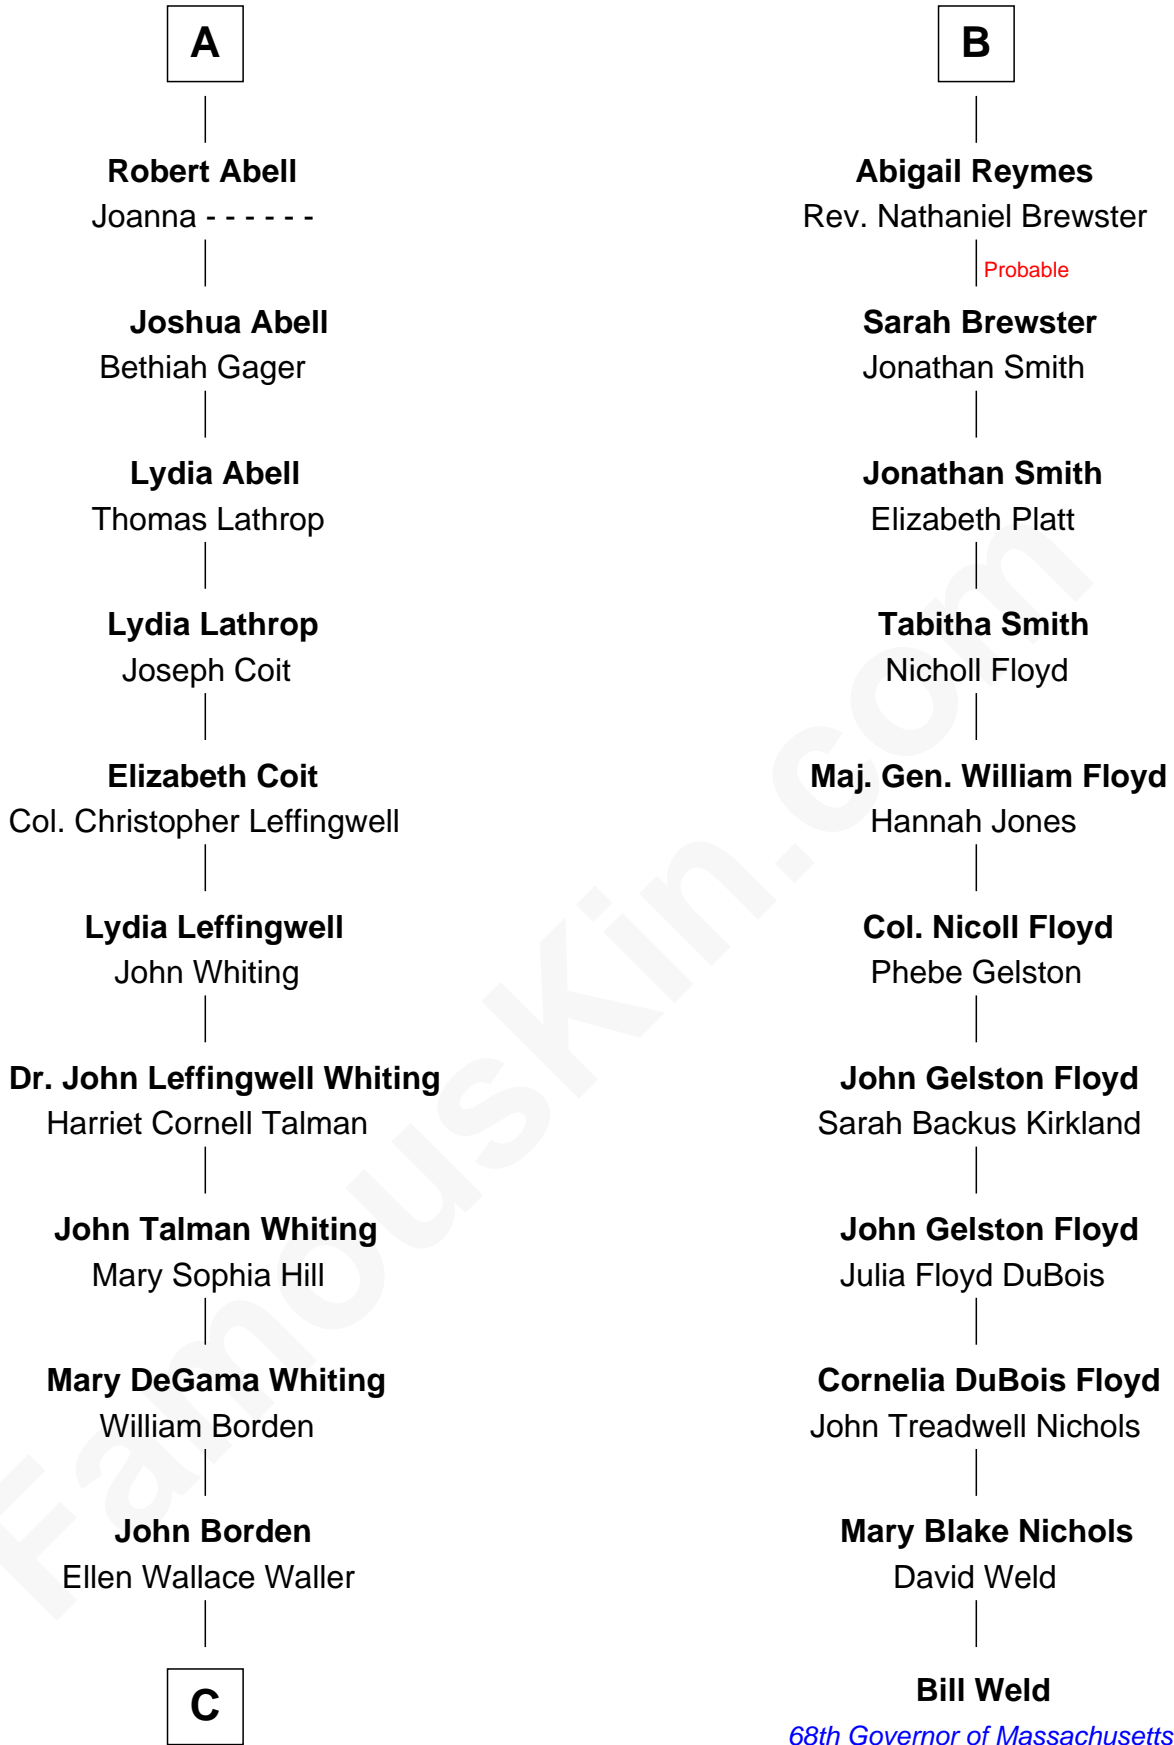 A
Robert Abell
Joanna - - - - - -
Joshua Abell
Bethiah Gager
Lydia Abell
Thomas Lathrop
Lydia Lathrop
Joseph Coit
Elizabeth Coit
Col. Christopher Leffingwell
Lydia Leffingwell
John Whiting
Dr. John Leffingwell Whiting
Harriet Cornell Talman
John Talman Whiting
Mary Sophia Hill
Mary DeGama Whiting
William Borden
John Borden
Ellen Wallace Waller
C
B
Abigail Reymes
Rev. Nathaniel Brewster
Probable
Sarah Brewster
Jonathan Smith
Jonathan Smith
Elizabeth Platt
Tabitha Smith
Nicholl Floyd
Maj. Gen. William Floyd
Hannah Jones
Col. Nicoll Floyd
Phebe Gelston
John Gelston Floyd
Sarah Backus Kirkland
John Gelston Floyd
Julia Floyd DuBois
Cornelia DuBois Floyd
John Treadwell Nichols
Mary Blake Nichols
David Weld
Bill Weld
68th Governor of Massachusetts
FamousKin.com